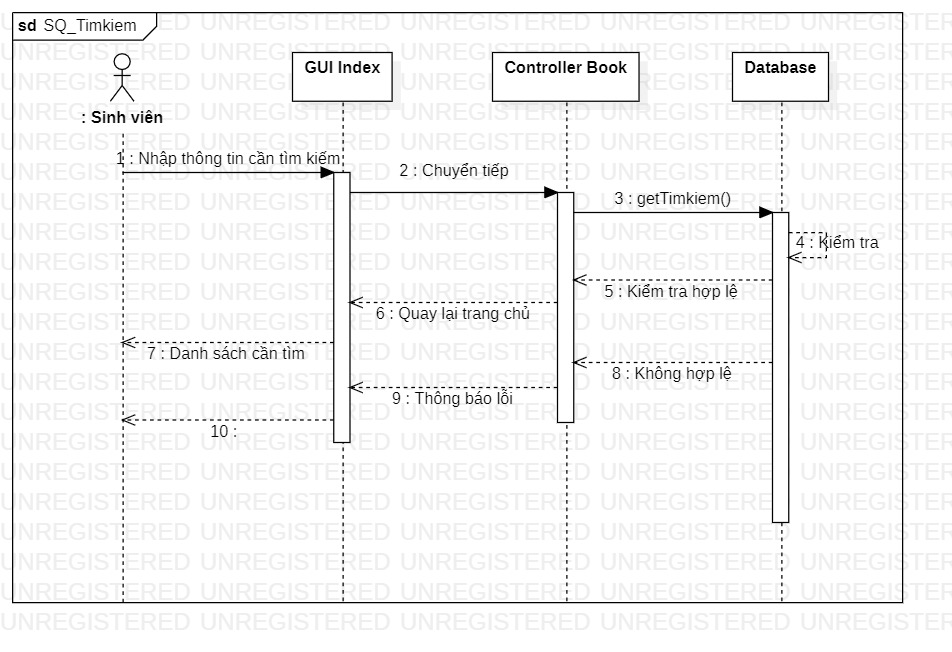 sd SQ_Timkiem
GUI Index
Controller Book
Database
: Sinh viên
1 : Nhập thông tin cần tìm kiếm
2 : Chuyển tiếp
3 : getTimkiem()
4 : Kiểm tra
5 : Kiểm tra hợp lệ
6 : Quay lại trang chủ
7 : Danh sách cần tìm
8 : Không hợp lệ
9 : Thông báo lỗi
10 :
UNREGISTERED